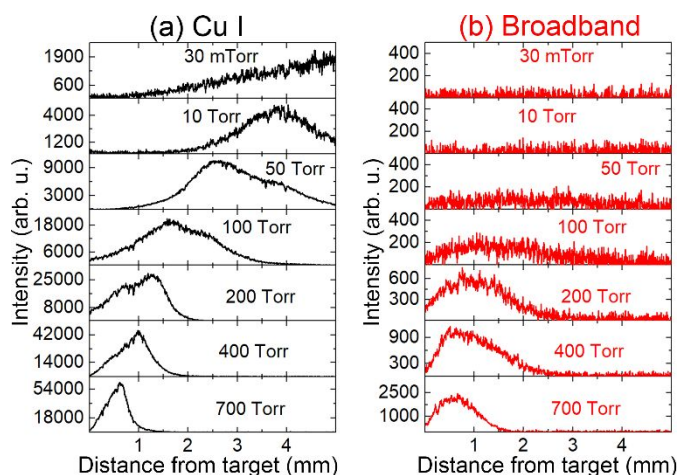 (a) Cu I
(b) Broadband
Intensity (arb. u.)
1900
600
30 mTorr
4000
1200
10 Torr
9000
3000
50 Torr
18000
6000
100 Torr
25000
8000
200 Torr
42000
14000
400 Torr
54000
18000
700 Torr
1 2 3 4
Distance from target (mm)
Intensity (arb. u.)
400
200
30 mTorr
400
200
10 Torr
400
200
50 Torr
400
200
100 Torr
600
300
200 Torr
900
300
400 Torr
2500
1000
700 Torr
0 1 2 3 4
Distance from target (mm)